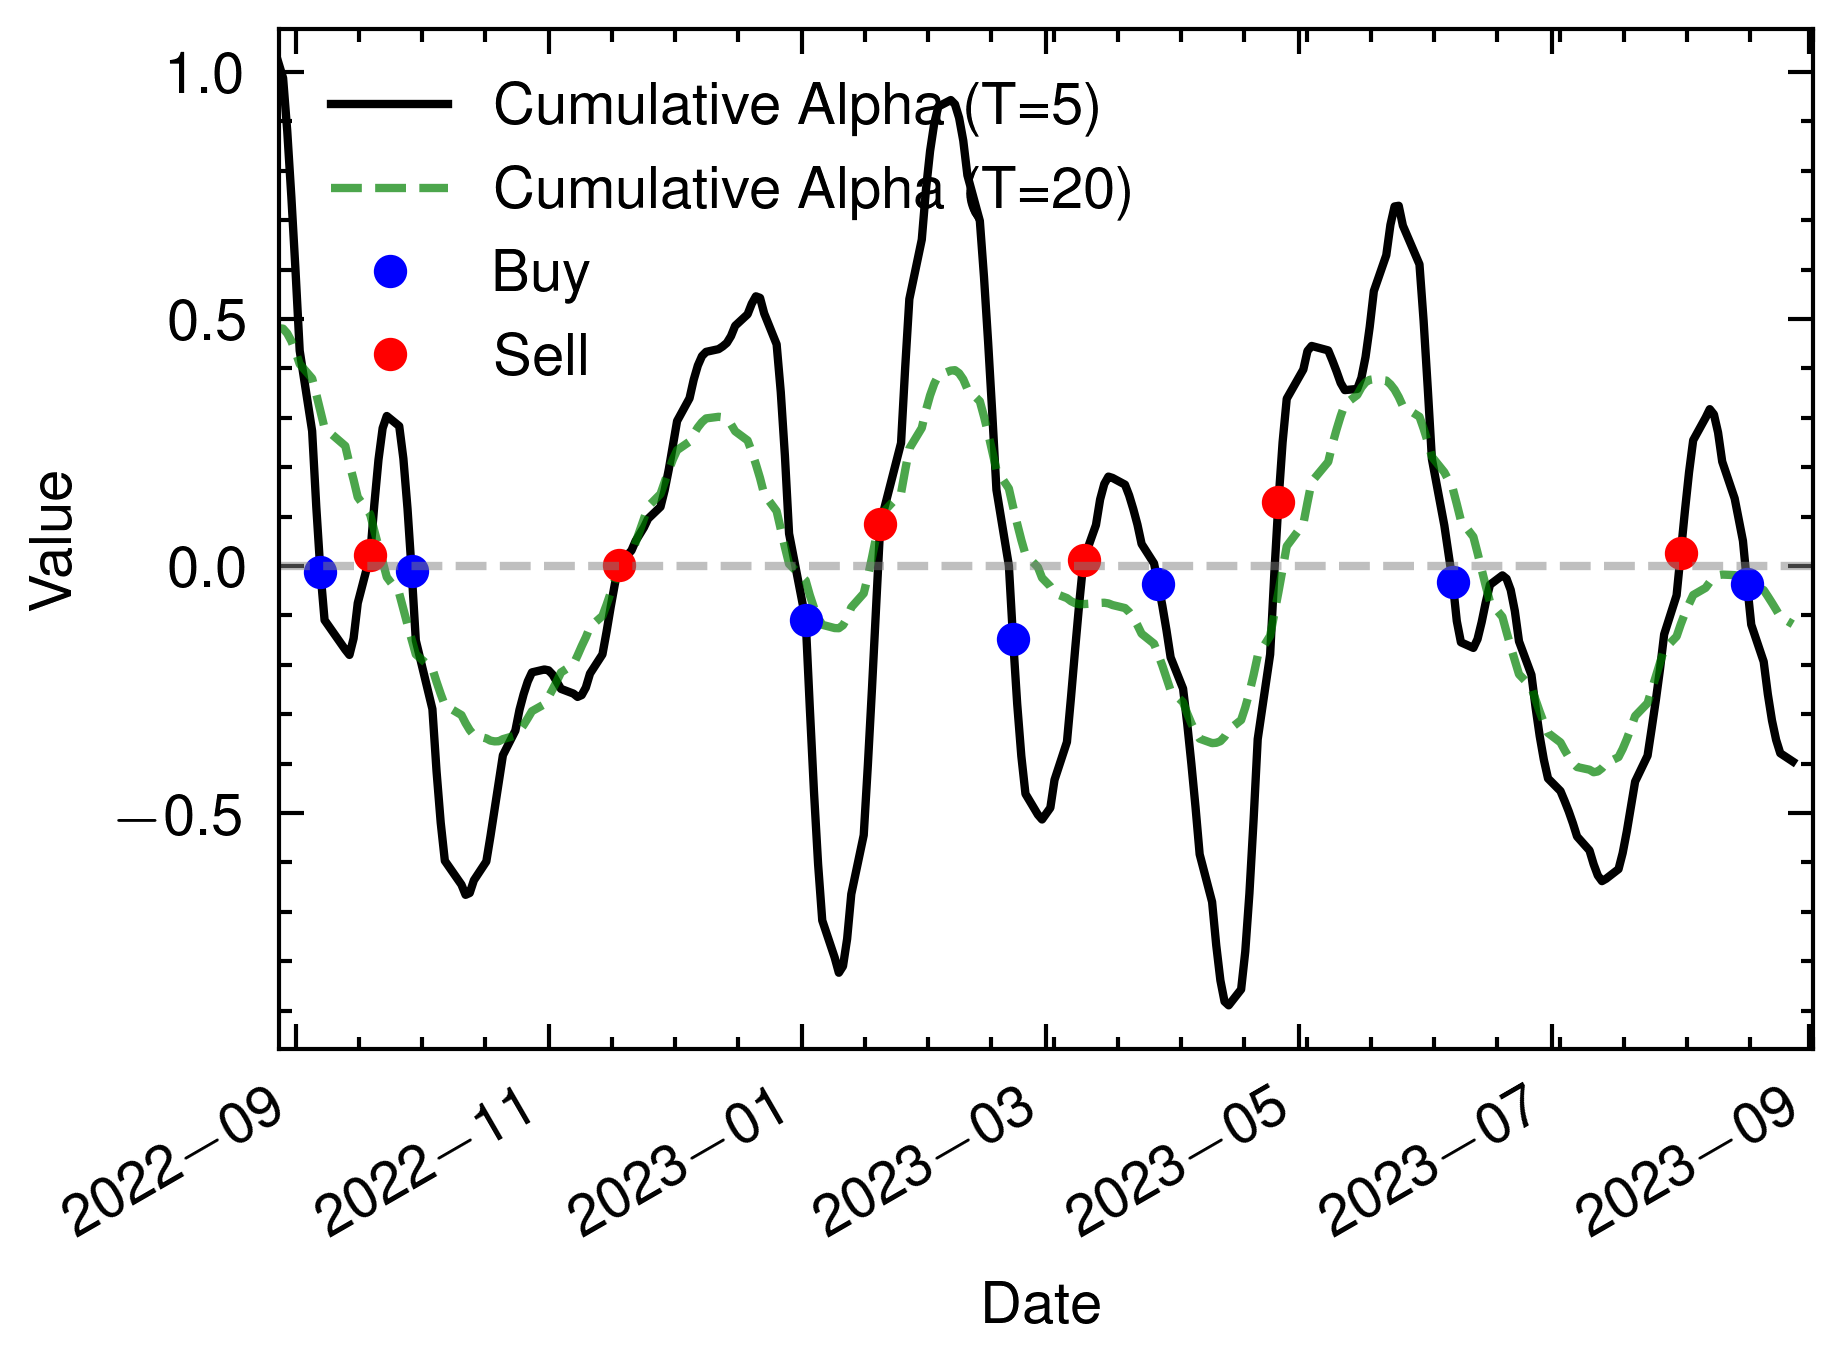 1.0
0.5
0.0
−0.5
Value
Cumulative Alpha (T=5)
Cumulative Alpha (T=20)
Buy
Sell
2022−09
2022−11
2023−01
2023−03
2023−05
2023−07
2023−09
Date